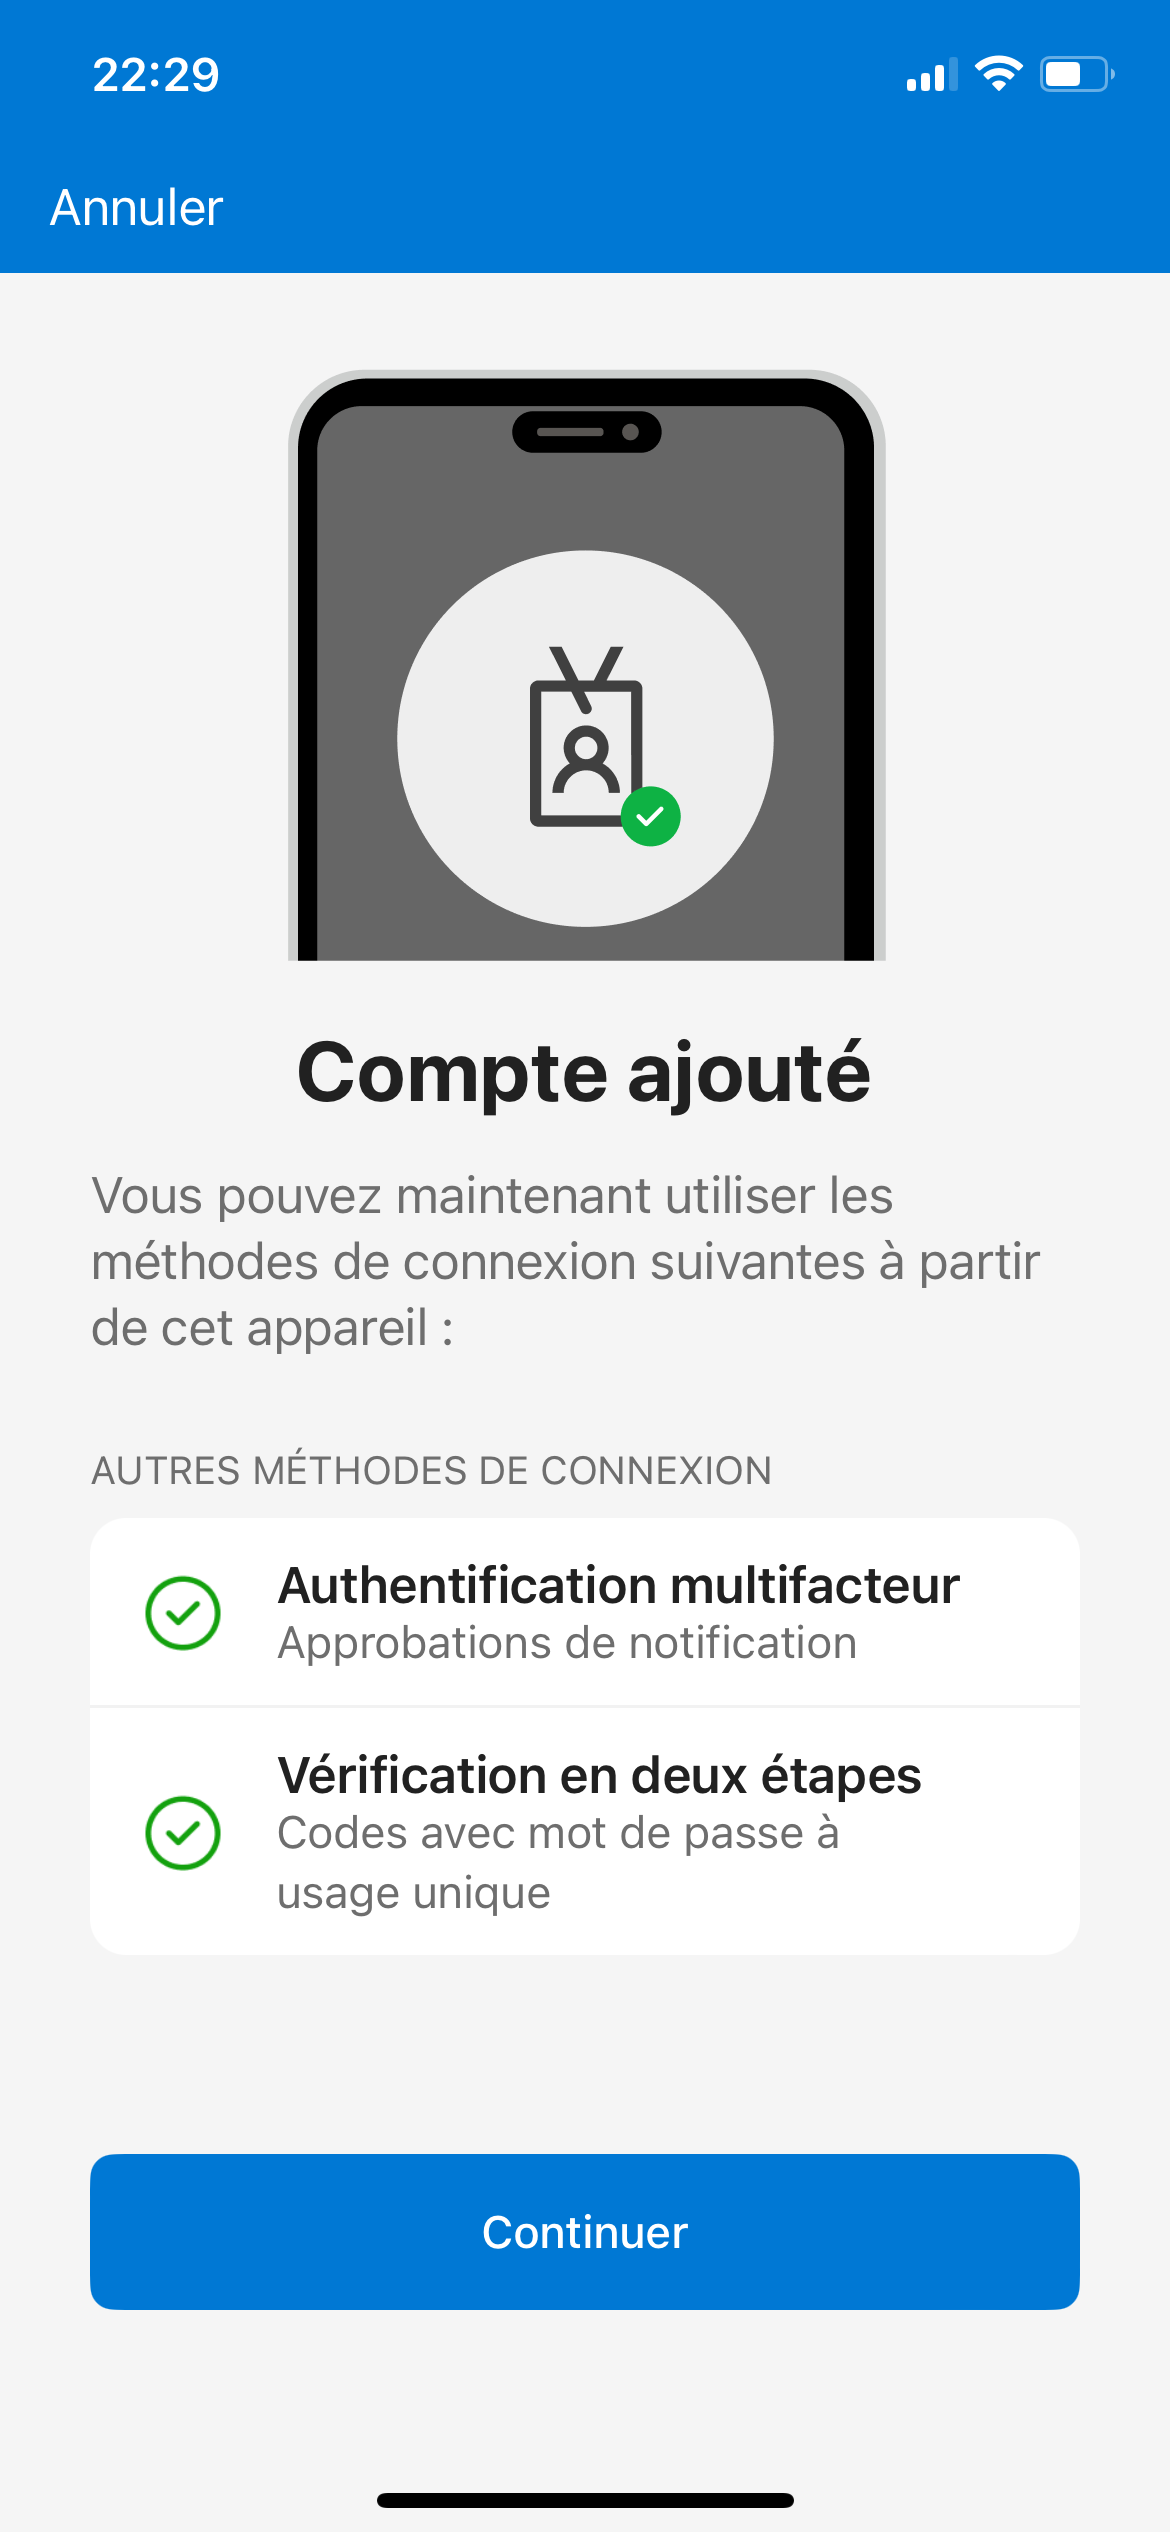 22:29
Annuler
Compte ajouté
Vous pouvez maintenant utiliser les
méthodes de connexion suivantes à partir
de cet appareil :
AUTRES MÉTHODES DE CONNEXION
Authentification multifacteur
Approbations de notification
Vérification en deux étapes
Codes avec mot de passe à
usage unique
Continuer